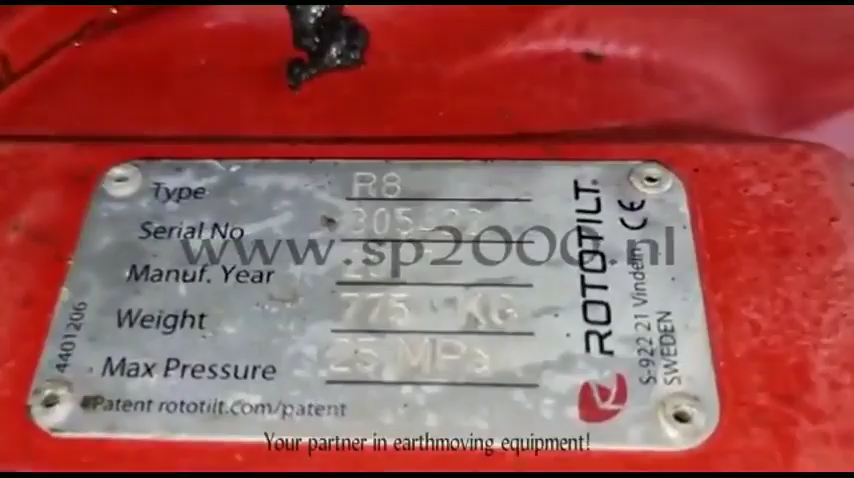 Type R8
Serial No
Manuf. Year
Weight 775 KG
Max Pressure 25 MPa
Patent rototilt.com/patent
4401206
ROTOTILT®
CE
S-922 21 Vindeln
SWEDEN
www.sp2000.nl
Your partner in earthmoving equipment!